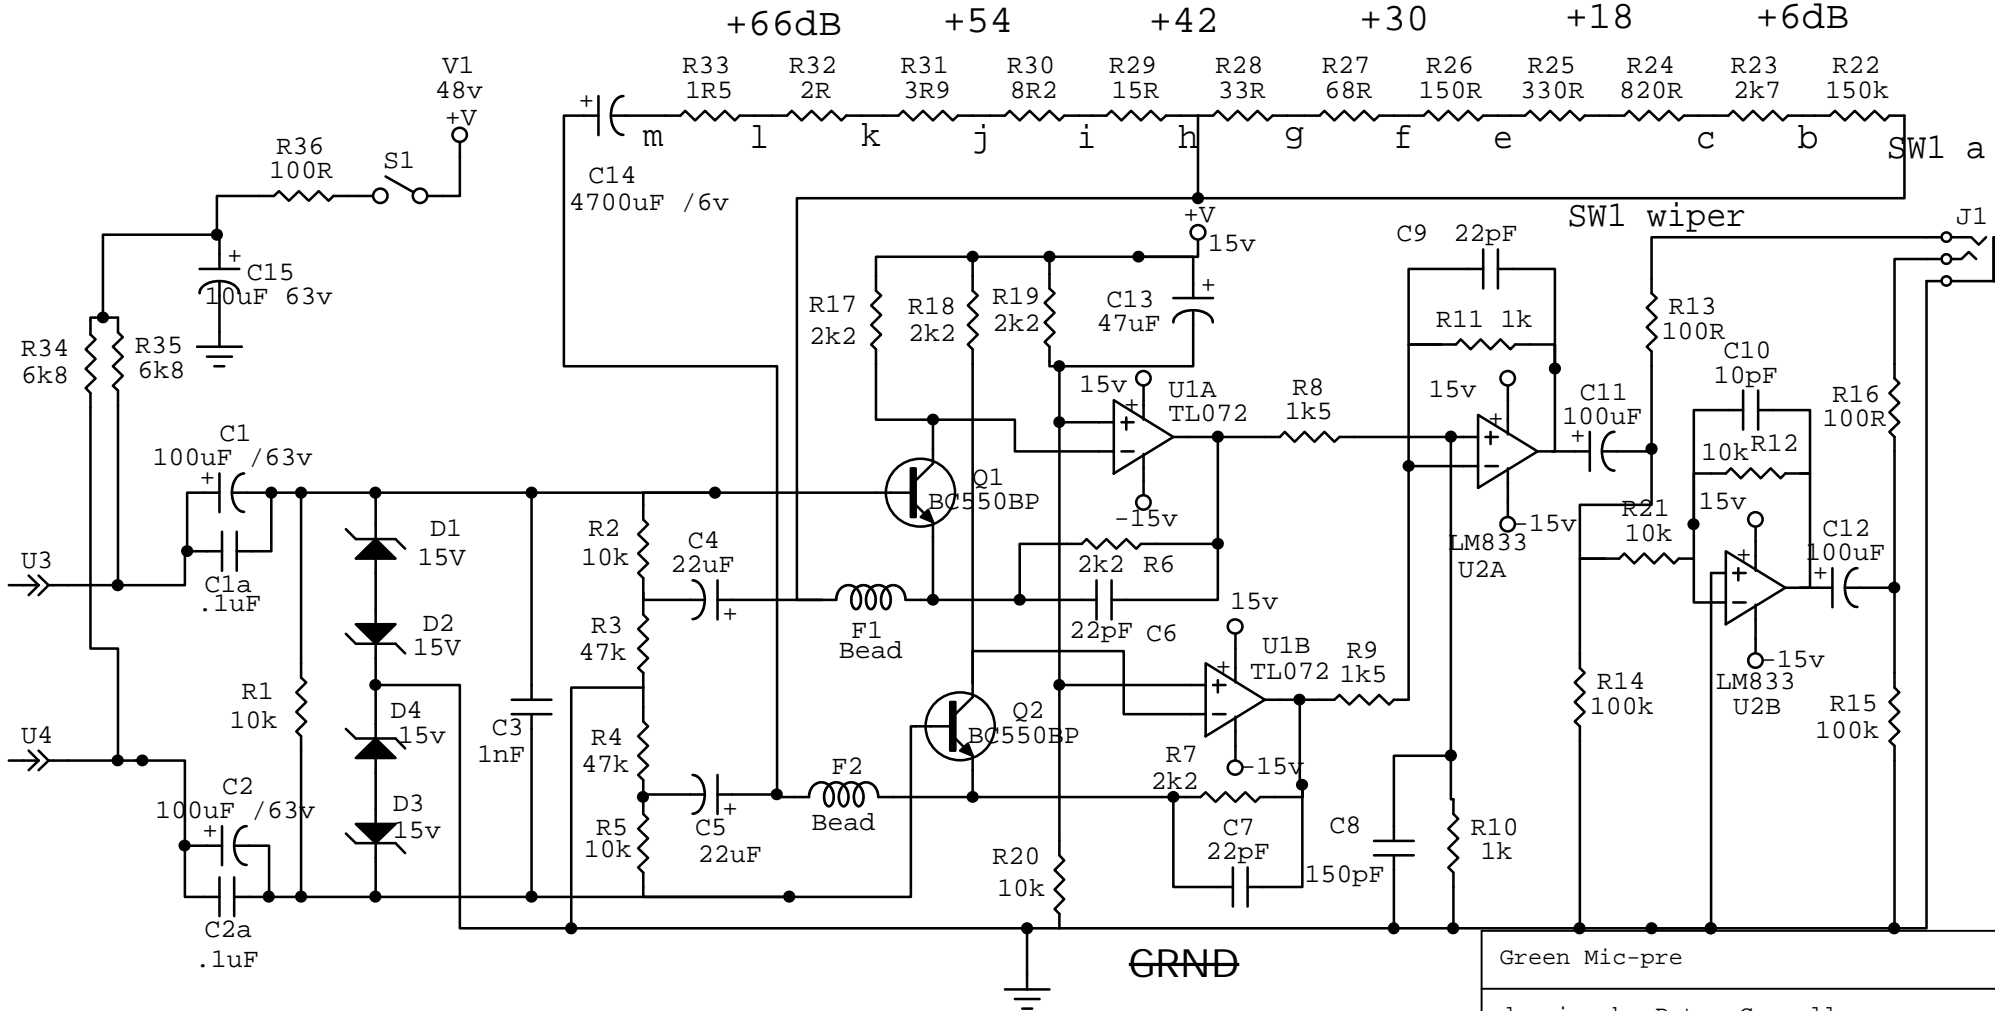 +66dB +54 +42 +30 +18 +6dB
R33 R32 R31 R30 R29 R28 R27 R26 R25 R24 R23 R22
1R5 2R 3R9 8R2 15R 33R 68R 150R 330R 820R 2k7 150k
m l k j i h g f e c b
SW1 a
V1
48v
+V
R36
100R
S1
+
C14
4700uF /6v
SW1 wiper
J1
+
C15
10uF 63v
R34
6k8
R35
6k8
+V
15v
R17
2k2
R18
2k2
R19
2k2
+
C13
47uF
C9 22pF
R11 1k
R13
100R
C10
10pF
10k R12
R16
100R
C1
100uF /63v
+
C1a
.1uF
U3
D1
15V
D2
15V
R2
10k
C4
22uF
+
R3
47k
Q1
BC550BP
15v
+
U1A
TL072
+
−
-15v
R8
1k5
2k2 R6
22pF C6
F1
Bead
15v
+
+
−
-15v
LM833
U2A
C11
100uF
+
R21
10k
15v
+
+
−
-15v
LM833
U2B
C12
100uF
+
U4
R1
10k
D4
15v
D3
15v
C3
1nF
R4
47k
C5
22uF
+
R5
10k
F2
Bead
Q2
BC550BP
15v
+
U1B
TL072
+
−
-15v
R9
1k5
R7
2k2
C7
22pF
C8
150pF
R10
1k
R14
100k
R15
100k
C2
100uF /63v
+
C2a
.1uF
R20
10k
GRND
Green Mic-pre